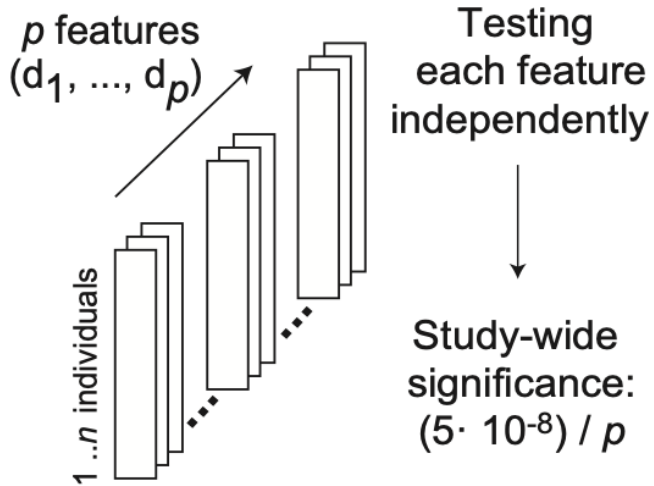 p features
(d₁, ..., dₚ)
1 ..n individuals
Testing
each feature
independently
Study-wide
significance:
(5· 10⁻⁸) / p